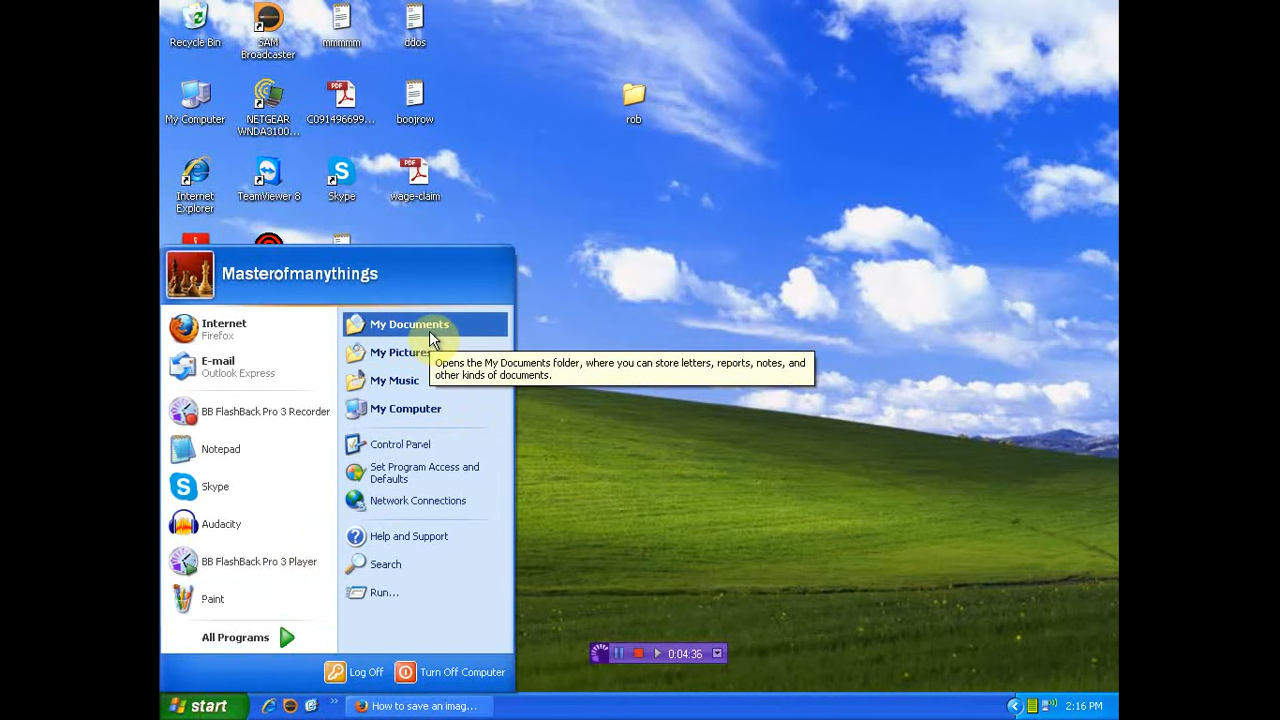 Recycle Bin
SAM
Broadcaster
mmmmm
ddos
My Computer
NETGEAR
WNDA3100...
PDF
C091496699...
boojrow
rob
Internet
Explorer
TeamViewer 8
Skype
PDF
wage-claim
Masterofmanythings
Internet
Firefox
E-mail
Outlook Express
BB FlashBack Pro 3 Recorder
Notepad
Skype
Audacity
BB FlashBack Pro 3 Player
Paint
All Programs
My Documents
My Pictures
My Music
My Computer
Control Panel
Set Program Access and
Defaults
Network Connections
Help and Support
Search
Run...
Opens the My Documents folder, where you can store letters, reports, notes, and
other kinds of documents.
Log Off
Turn Off Computer
0:04:36
start
How to save an imag...
2:16 PM